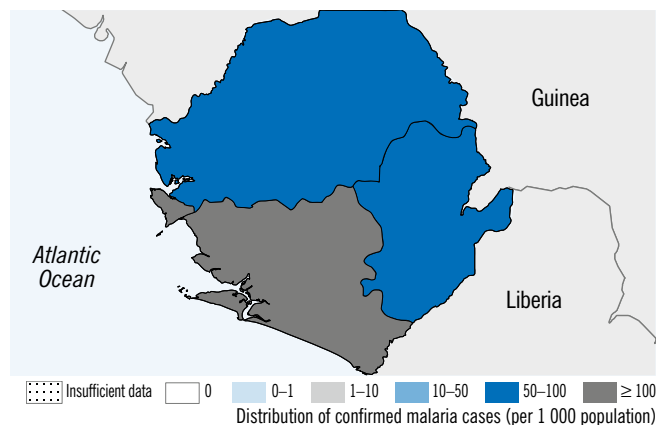 Guinea
Atlantic
Ocean
Liberia
Insufficient data 0 0–1 1–10 10–50 50–100 ≥ 100
Distribution of confirmed malaria cases (per 1 000 population)